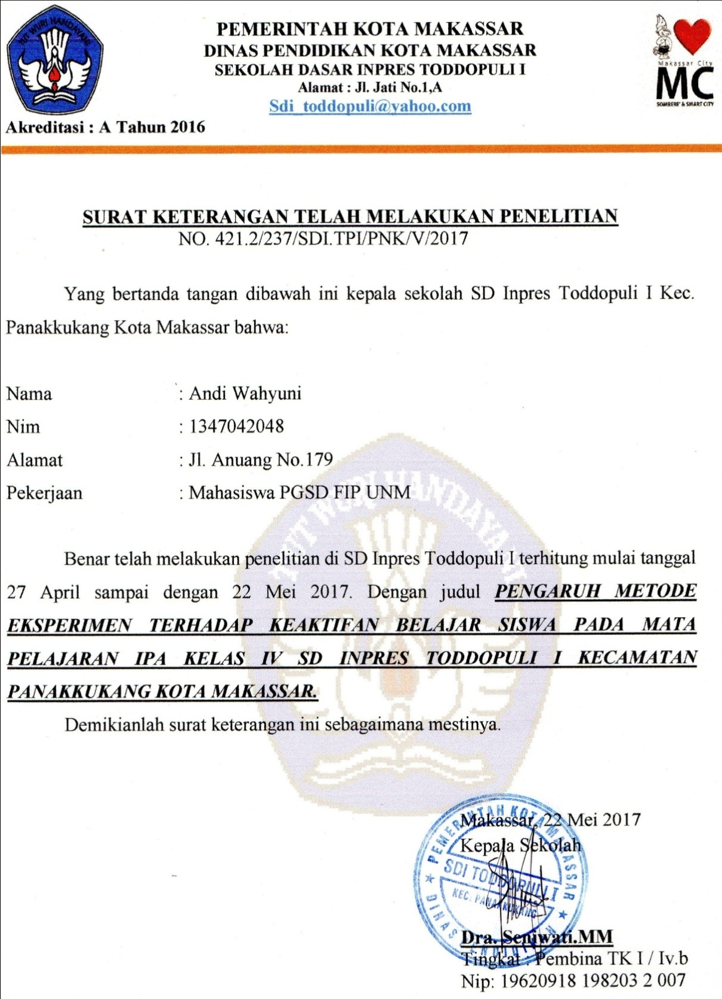 TUT WURI HANDAYANI
PEMERINTAH KOTA MAKASSAR
DINAS PENDIDIKAN KOTA MAKASSAR
SEKOLAH DASAR INPRES TODDOPULI I
Alamat : Jl. Jati No.1,A
Sdi_toddopuli@yahoo.com
Makassar City
MC
SOMBERE' & SMART CITY
Akreditasi : A Tahun 2016
SURAT KETERANGAN TELAH MELAKUKAN PENELITIAN
NO. 421.2/237/SDI.TPI/PNK/V/2017
Yang bertanda tangan dibawah ini kepala sekolah SD Inpres Toddopuli I Kec.
Panakkukang Kota Makassar bahwa:
Nama : Andi Wahyuni
Nim : 1347042048
Alamat : Jl. Anuang No.179
Pekerjaan : Mahasiswa PGSD FIP UNM
TUT WURI HANDAYANI
Benar telah melakukan penelitian di SD Inpres Toddopuli I terhitung mulai tanggal
27 April sampai dengan 22 Mei 2017. Dengan judul PENGARUH METODE
EKSPERIMEN TERHADAP KEAKTIFAN BELAJAR SISWA PADA MATA
PELAJARAN IPA KELAS IV SD INPRES TODDOPULI I KECAMATAN
PANAKKUKANG KOTA MAKASSAR.
Demikianlah surat keterangan ini sebagaimana mestinya.
Makassar, 22 Mei 2017
Kepala Sekolah
PEMERINTAH KOTA MAKASSAR
SDI TODDOPULI I
KEC. PANAKKUKANG
DINAS PENDIDIKAN
Dra. Seniwati.MM
Tingkat : Pembina TK I / Iv.b
Nip: 19620918 198203 2 007